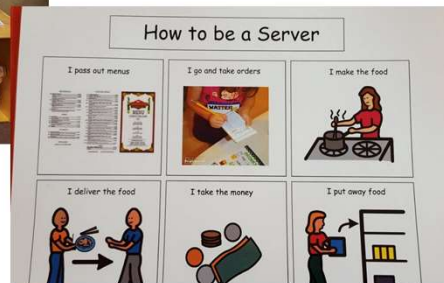 How to be a Server
I pass out menus
I go and take orders
I make the food
MATTER
I deliver the food
I take the money
I put away food